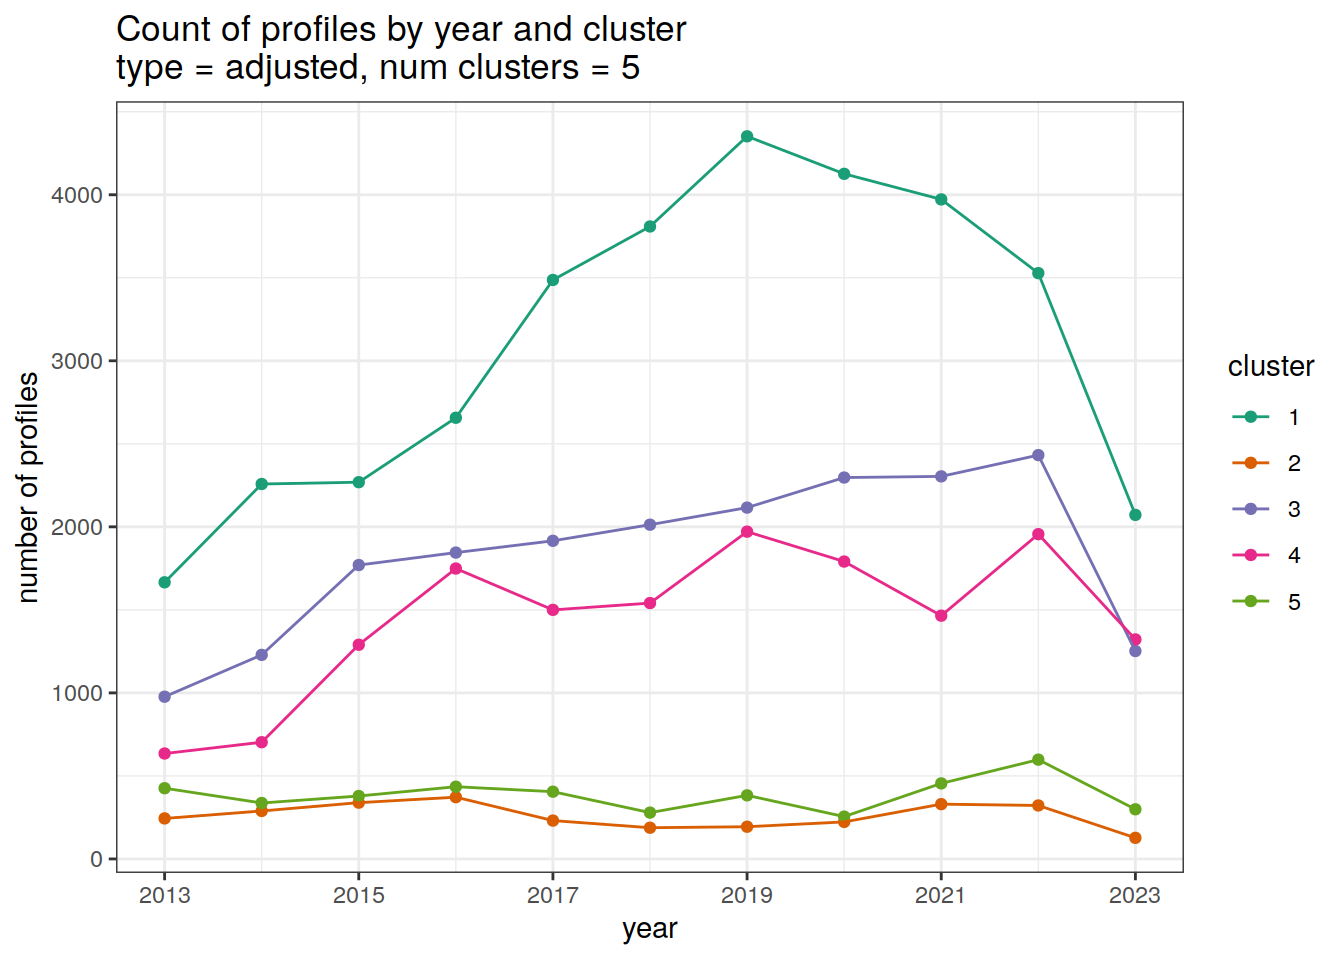 Count of profiles by year and cluster
type = adjusted, num clusters = 5
number of profiles
4000
3000
2000
1000
0
2013 2015 2017 2019 2021 2023
year
cluster
1
2
3
4
5